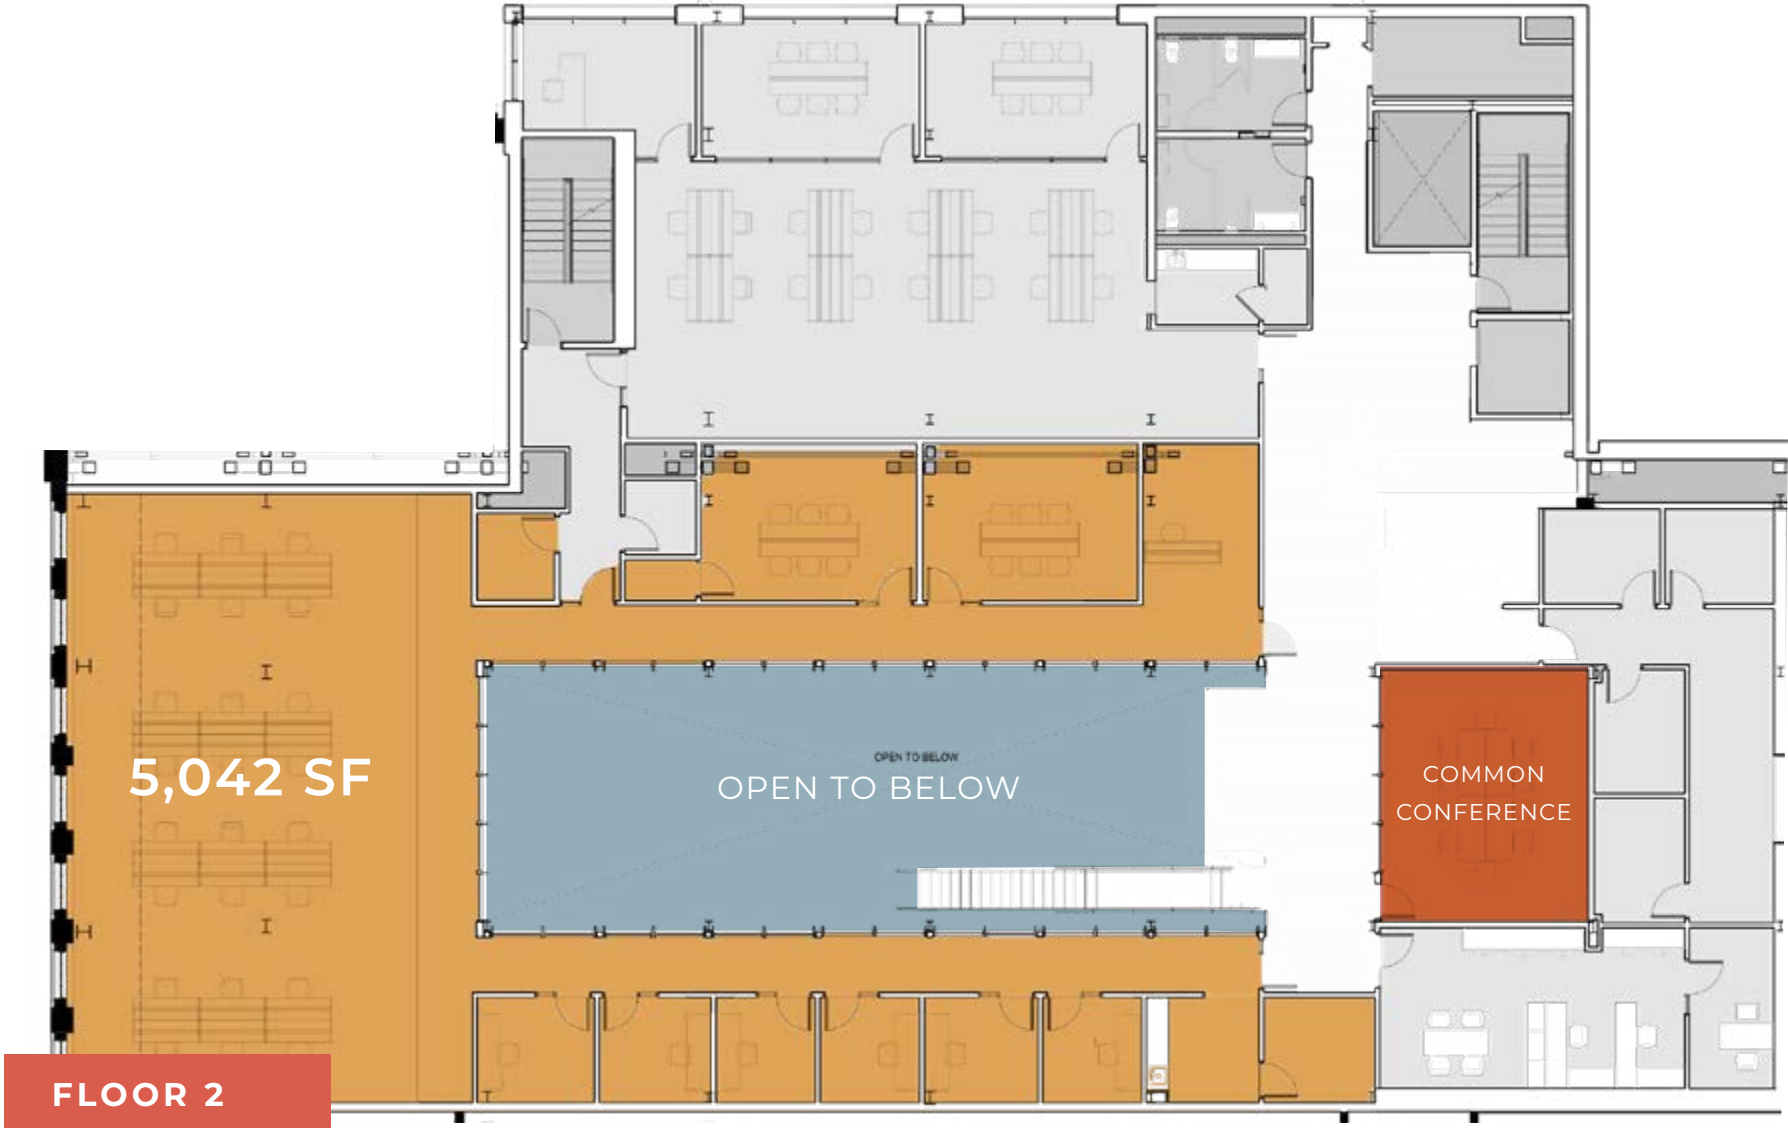 5,042 SF
OPEN TO BELOW
OPEN TO BELOW
COMMON
CONFERENCE
FLOOR 2